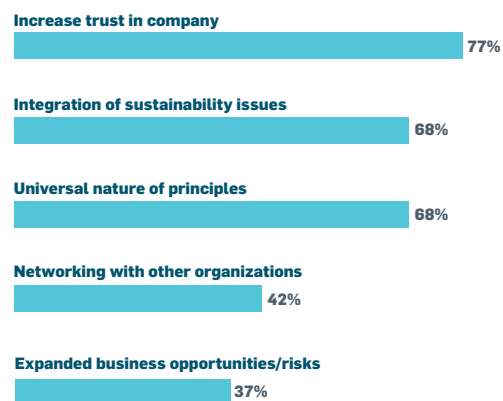 Increase trust in company
77%
Integration of sustainability issues
68%
Universal nature of principles
68%
Networking with other organizations
42%
Expanded business opportunities/risks
37%